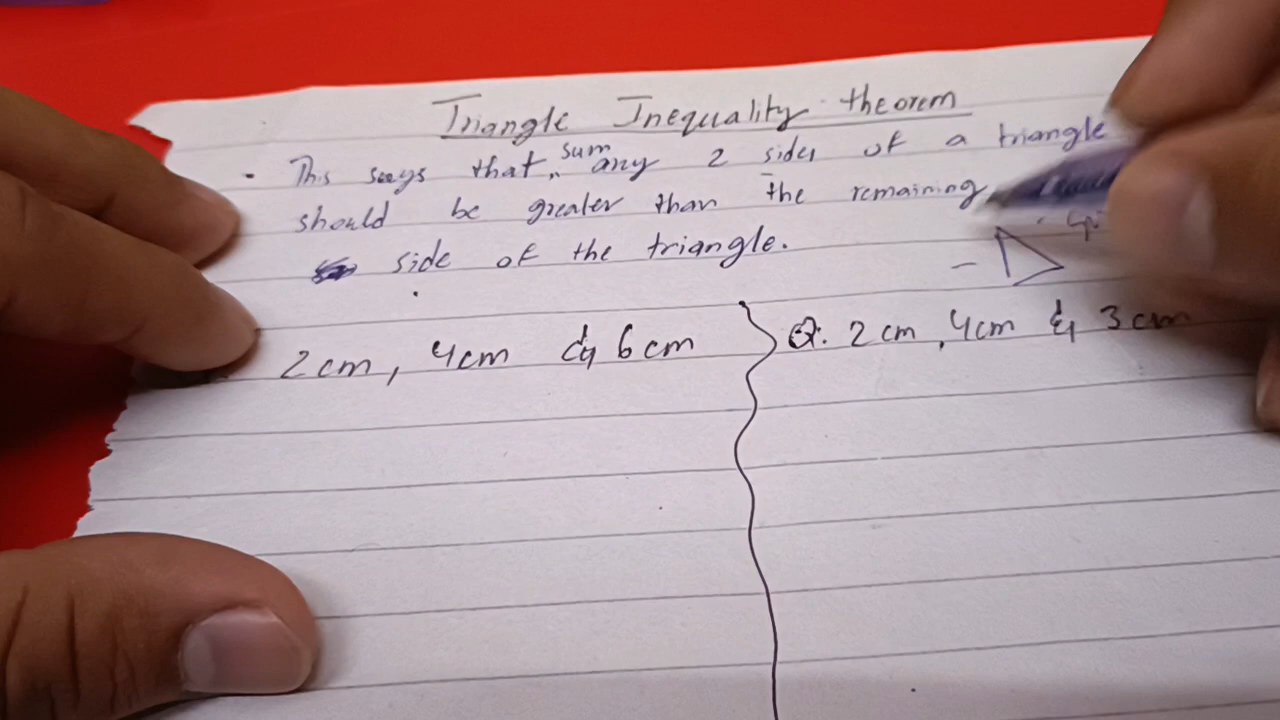 Triangle Inequality theorem
• This says that, sum any 2 sides of a triangle
should be greater than the remaining
side of the triangle.
2cm, 4cm & 6cm
Q. 2cm, 4cm & 3cm